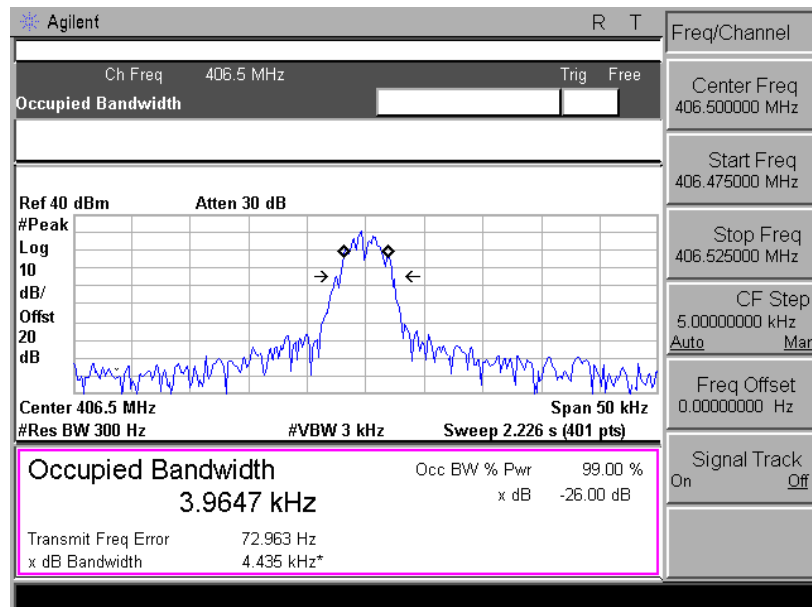 Agilent R T
Ch Freq 406.5 MHz Trig Free
Occupied Bandwidth
Ref 40 dBm Atten 30 dB
#Peak
Log
10
dB/
Offst
20
dB
Center 406.5 MHz Span 50 kHz
#Res BW 300 Hz #VBW 3 kHz Sweep 2.226 s (401 pts)
Occupied Bandwidth
3.9647 kHz
Occ BW % Pwr 99.00 %
x dB -26.00 dB
Transmit Freq Error 72.963 Hz
x dB Bandwidth 4.435 kHz*
Freq/Channel
Center Freq
406.500000 MHz
Start Freq
406.475000 MHz
Stop Freq
406.525000 MHz
CF Step
5.00000000 kHz
Auto Man
Freq Offset
0.00000000 Hz
Signal Track
On Off